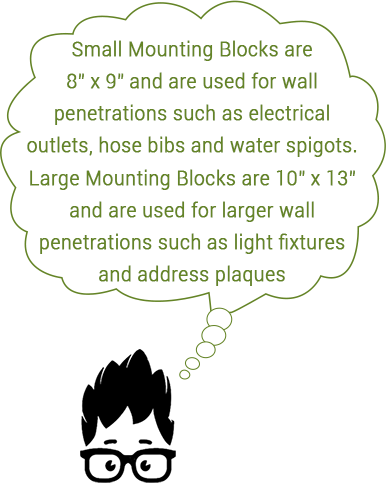 Small Mounting Blocks are
8" x 9" and are used for wall
penetrations such as electrical
outlets, hose bibs and water spigots.
Large Mounting Blocks are 10" x 13"
and are used for larger wall
penetrations such as light fixtures
and address plaques